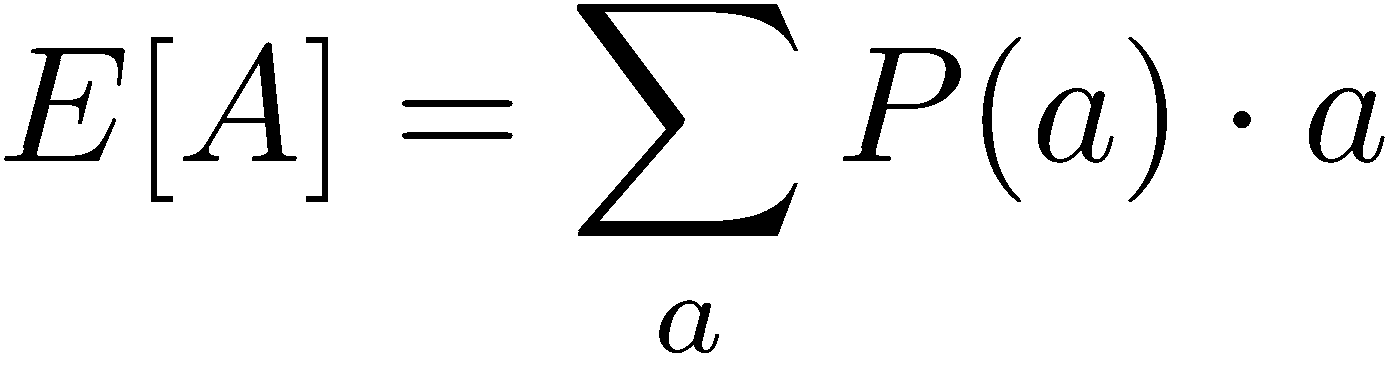 E[A] = ∑ P(a) · a
a